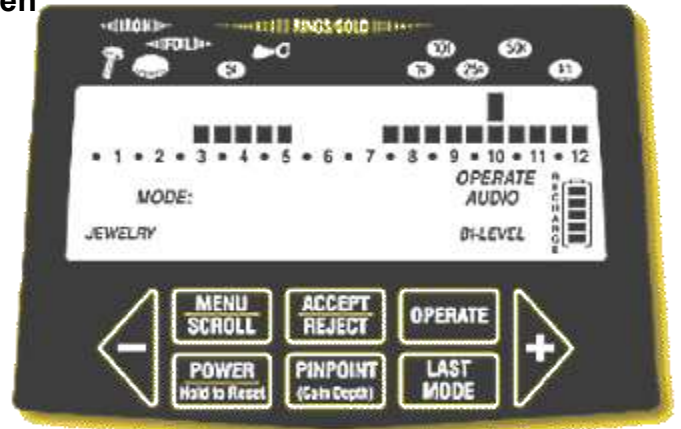 en
IRON
RINGS/GOLD
FOIL
10¢ 50¢
5¢ 1¢ 25¢ $1
• 1 • 2 • 3 • 4 • 5 • 6 • 7 • 8 • 9 • 10 • 11 • 12
OPERATE
MODE: AUDIO
JEWELRY BI-LEVEL
RECHARGE
MENU ACCEPT
SCROLL REJECT OPERATE
− +
POWER PINPOINT LAST
Hold to Reset (Coin Depth) MODE